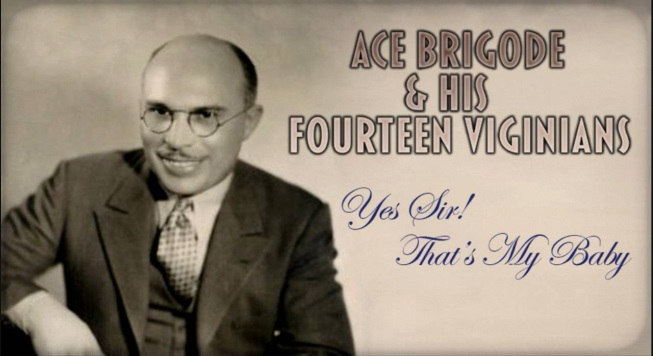 ACE BRIGODE
& HIS
FOURTEEN VIGINIANS
Yes Sir!
That's My Baby